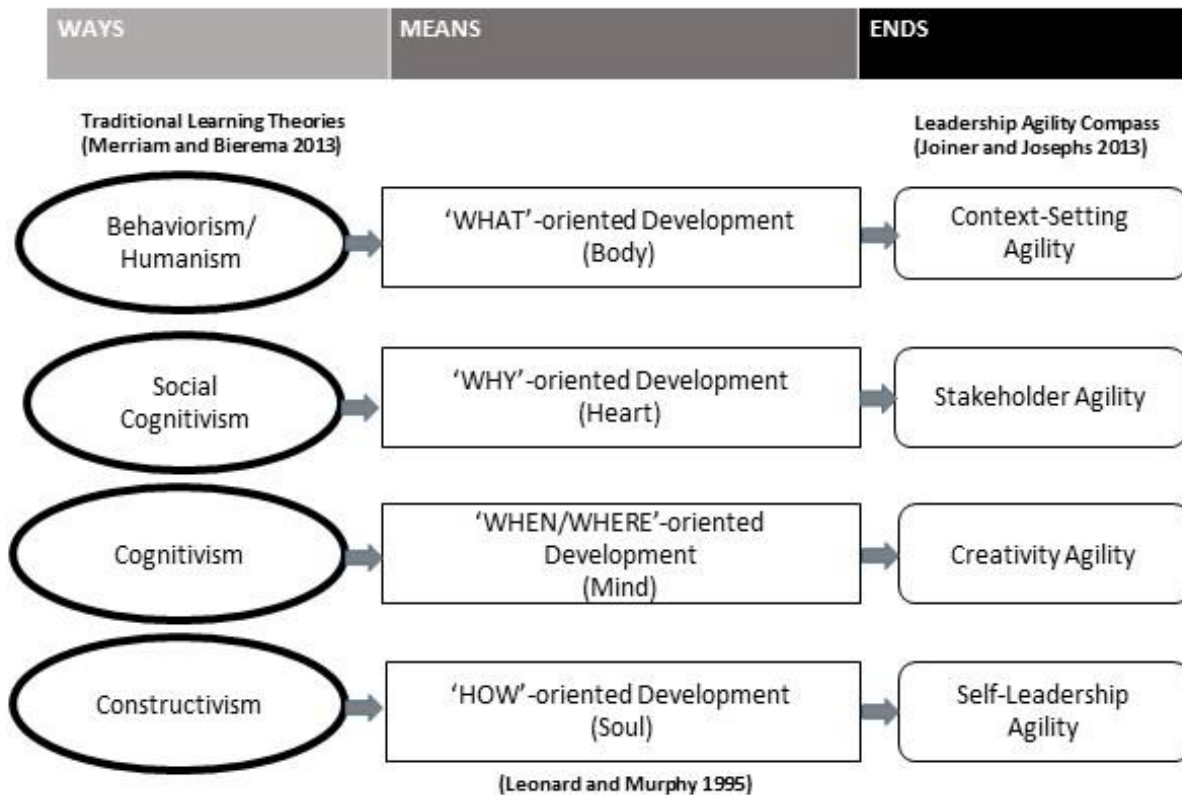 WAYS
MEANS
ENDS
Traditional Learning Theories
(Merriam and Bierema 2013)
Leadership Agility Compass
(Joiner and Josephs 2013)
Behaviorism/
Humanism
‘WHAT’-oriented Development
(Body)
Context-Setting
Agility
Social
Cognitivism
‘WHY’-oriented Development
(Heart)
Stakeholder Agility
Cognitivism
‘WHEN/WHERE’-oriented
Development
(Mind)
Creativity Agility
Constructivism
‘HOW’-oriented Development
(Soul)
Self-Leadership
Agility
(Leonard and Murphy 1995)